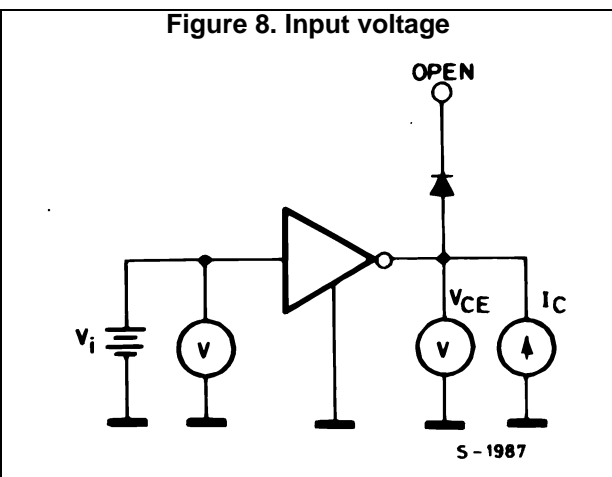 Figure 8. Input voltage
OPEN
VCE
IC
Vi
V
V
S-1987